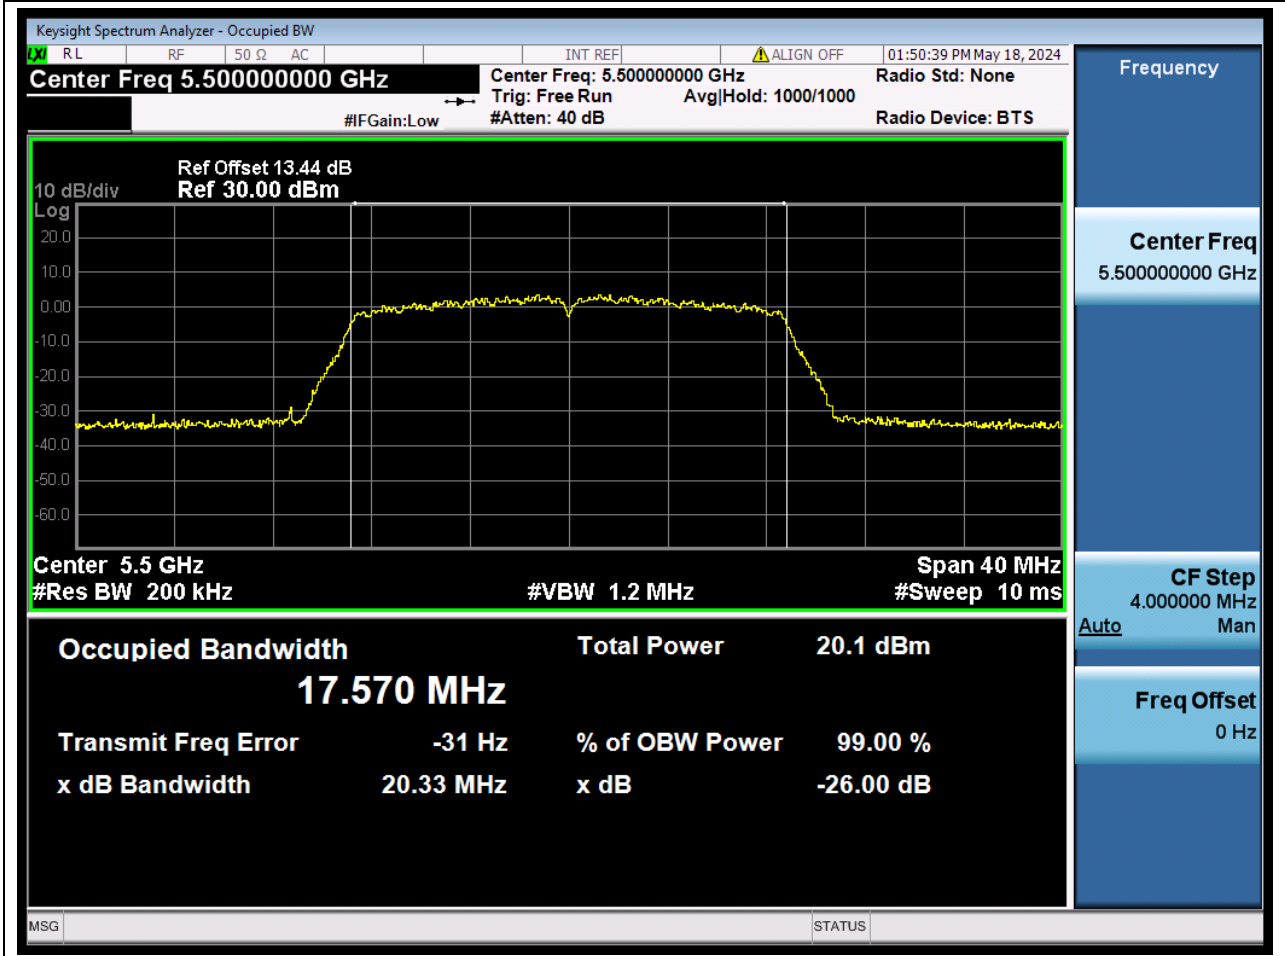 Keysight Spectrum Analyzer - Occupied BW
LXI RL RF 50 Ω AC INT REF ALIGN OFF 01:50:39 PM May 18, 2024
Center Freq 5.500000000 GHz
Center Freq: 5.500000000 GHz
Radio Std: None
Trig: Free Run Avg|Hold: 1000/1000
#IFGain:Low #Atten: 40 dB Radio Device: BTS
Ref Offset 13.44 dB
10 dB/div Ref 30.00 dBm
Log
20.0
10.0
0.00
-10.0
-20.0
-30.0
-40.0
-50.0
-60.0
Center 5.5 GHz Span 40 MHz
#Res BW 200 kHz #VBW 1.2 MHz #Sweep 10 ms
Occupied Bandwidth Total Power 20.1 dBm
17.570 MHz
Transmit Freq Error -31 Hz % of OBW Power 99.00 %
x dB Bandwidth 20.33 MHz x dB -26.00 dB
MSG STATUS
Frequency
Center Freq
5.500000000 GHz
CF Step
4.000000 MHz
Auto Man
Freq Offset
0 Hz